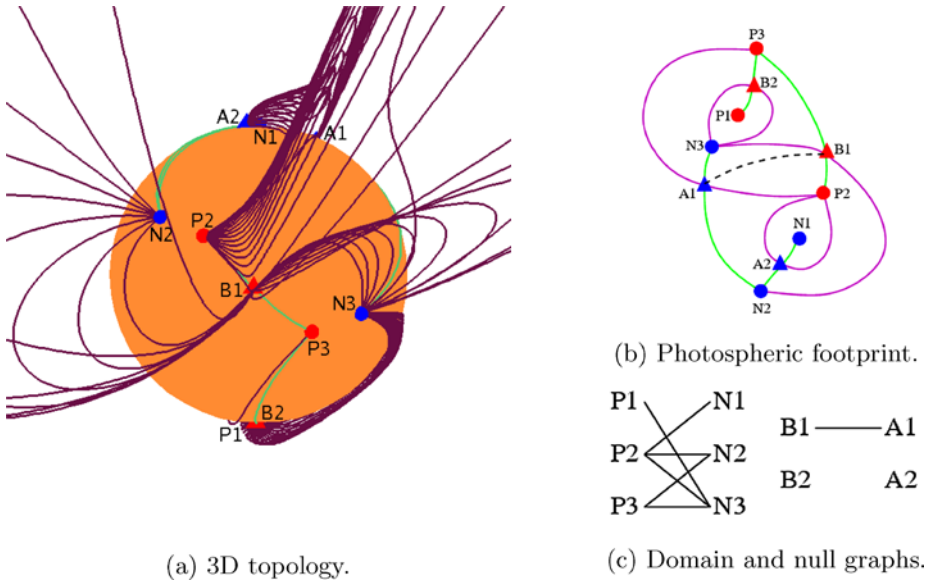 A2
N1
A1
N2
P2
B1
N3
P3
B2
P1
(a) 3D topology.
P3
B2
P1
N3
B1
A1
P2
N1
A2
N2
(b) Photospheric footprint.
P1 N1
B1 A1
P2 N2
B2 A2
P3 N3
(c) Domain and null graphs.